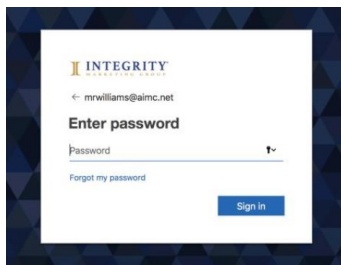 INTEGRITY
MARKETING GROUP
← mrwilliams@aimc.net
Enter password
Password
Forgot my password
Sign in